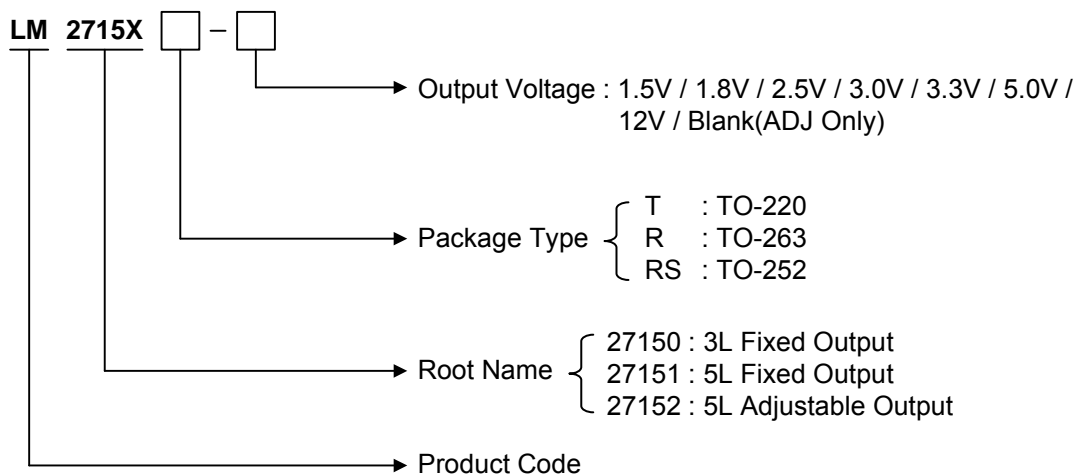 LM 2715X –
Output Voltage : 1.5V / 1.8V / 2.5V / 3.0V / 3.3V / 5.0V /
12V / Blank(ADJ Only)
Package Type
T : TO-220
R : TO-263
RS : TO-252
Root Name
27150 : 3L Fixed Output
27151 : 5L Fixed Output
27152 : 5L Adjustable Output
Product Code